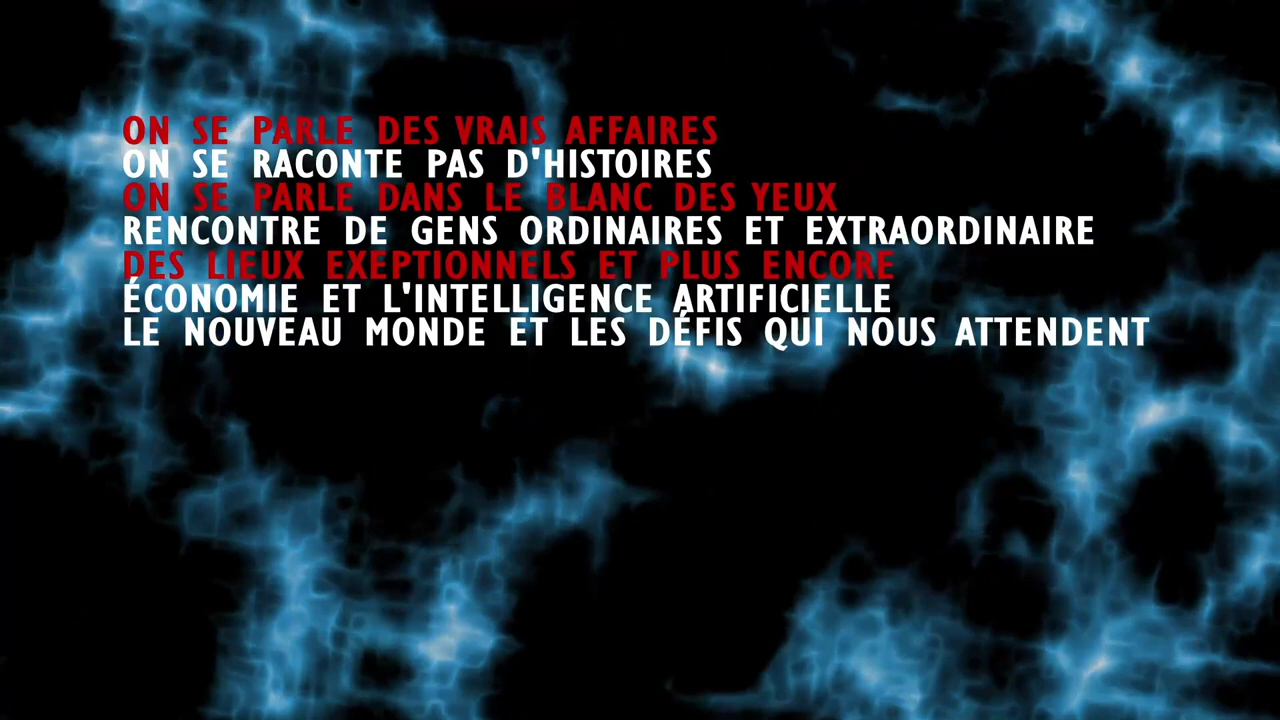 ON SE PARLE DES VRAIS AFFAIRES
ON SE RACONTE PAS D'HISTOIRES
ON SE PARLE DANS LE BLANC DES YEUX
RENCONTRE DE GENS ORDINAIRES ET EXTRAORDINAIRE
DES LIEUX EXEPTIONNELS ET PLUS ENCORE
ÉCONOMIE ET L'INTELLIGENCE ARTIFICIELLE
LE NOUVEAU MONDE ET LES DÉFIS QUI NOUS ATTENDENT